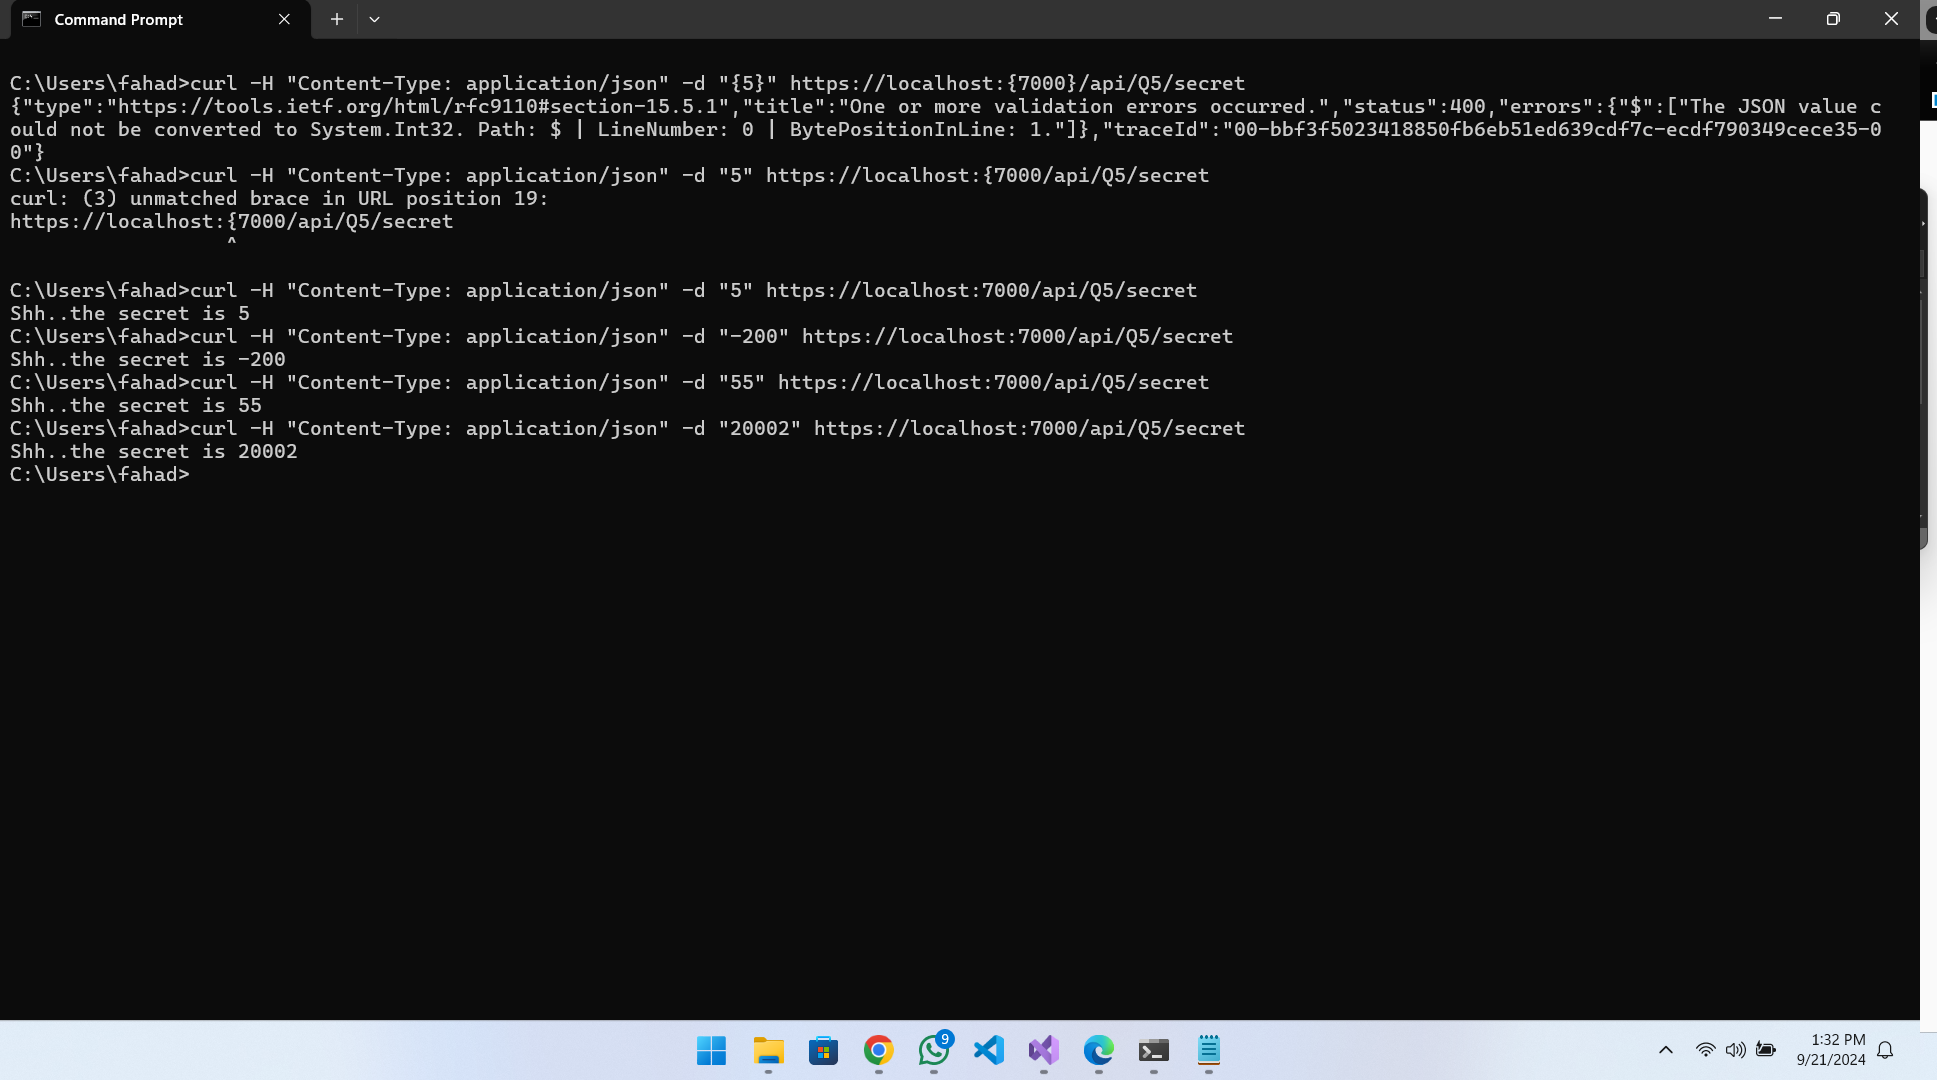 Command Prompt
C:\Users\fahad>curl -H "Content-Type: application/json" -d "{5}" https://localhost:{7000}/api/Q5/secret
{"type":"https://tools.ietf.org/html/rfc9110#section-15.5.1","title":"One or more validation errors occurred.","status":400,"errors":{"$":["The JSON value c
ould not be converted to System.Int32. Path: $ | LineNumber: 0 | BytePositionInLine: 1."]},"traceId":"00-bbf3f5023418850fb6eb51ed639cdf7c-ecdf790349cece35-0
0"}
C:\Users\fahad>curl -H "Content-Type: application/json" -d "5" https://localhost:{7000/api/Q5/secret
curl: (3) unmatched brace in URL position 19:
https://localhost:{7000/api/Q5/secret
^
C:\Users\fahad>curl -H "Content-Type: application/json" -d "5" https://localhost:7000/api/Q5/secret
Shh..the secret is 5
C:\Users\fahad>curl -H "Content-Type: application/json" -d "-200" https://localhost:7000/api/Q5/secret
Shh..the secret is -200
C:\Users\fahad>curl -H "Content-Type: application/json" -d "55" https://localhost:7000/api/Q5/secret
Shh..the secret is 55
C:\Users\fahad>curl -H "Content-Type: application/json" -d "20002" https://localhost:7000/api/Q5/secret
Shh..the secret is 20002
C:\Users\fahad>
9
1:32 PM
9/21/2024